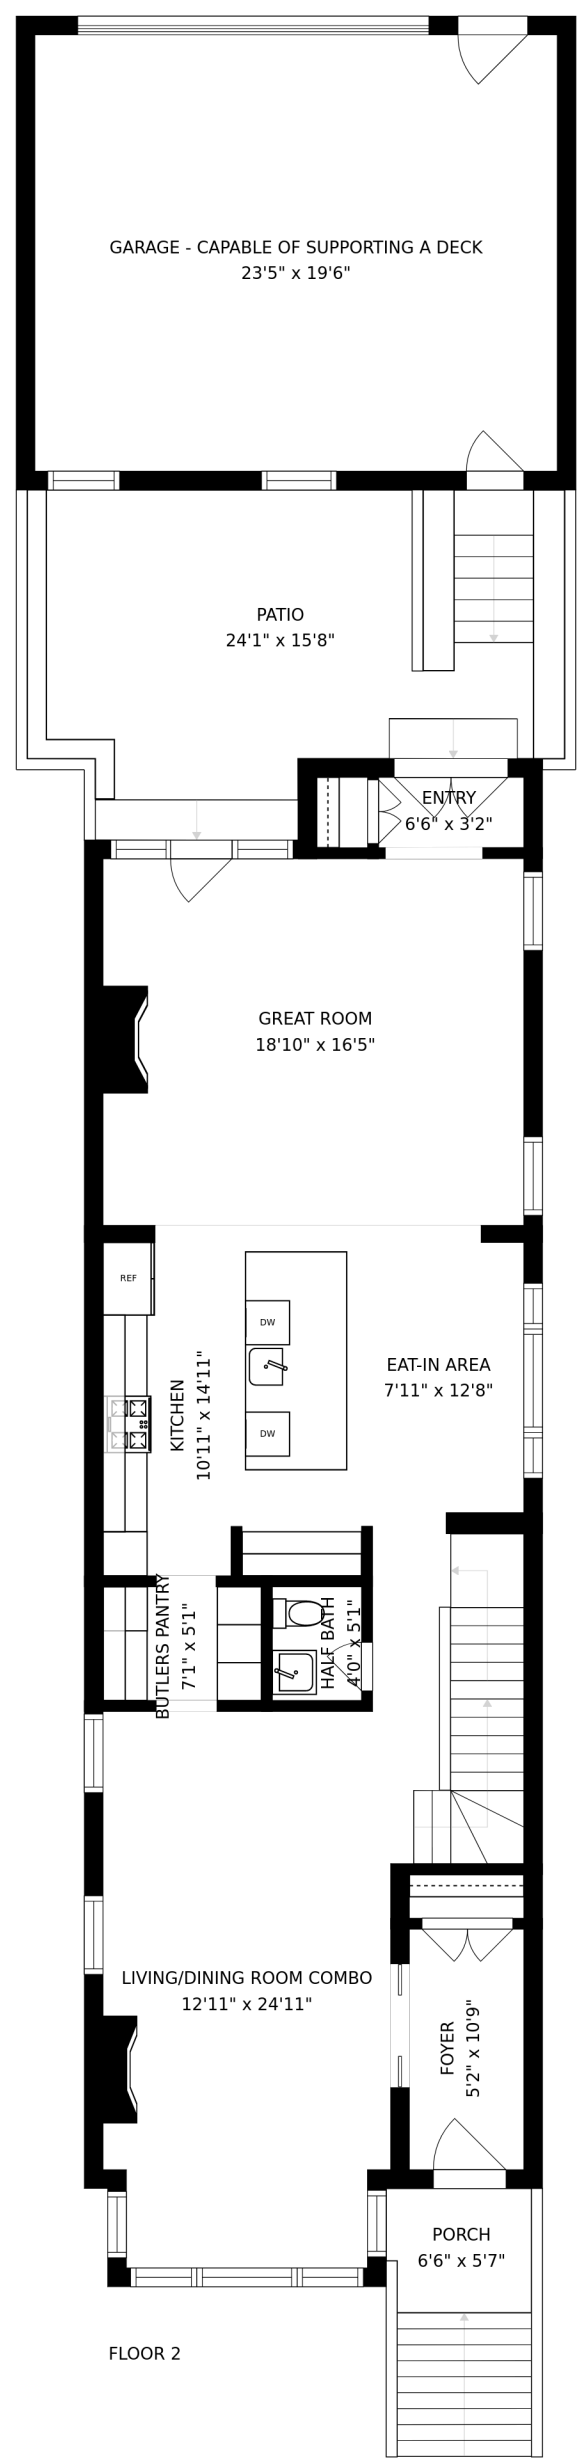 GARAGE - CAPABLE OF SUPPORTING A DECK
23'5" x 19'6"
PATIO
24'1" x 15'8"
ENTRY
6'6" x 3'2"
GREAT ROOM
18'10" x 16'5"
REF
DW
KITCHEN
10'11" x 14'11"
EAT-IN AREA
7'11" x 12'8"
DW
BUTLERS PANTRY
7'1" x 5'1"
HALF BATH
4'0" x 5'1"
LIVING/DINING ROOM COMBO
12'11" x 24'11"
FOYER
5'2" x 10'9"
PORCH
6'6" x 5'7"
FLOOR 2